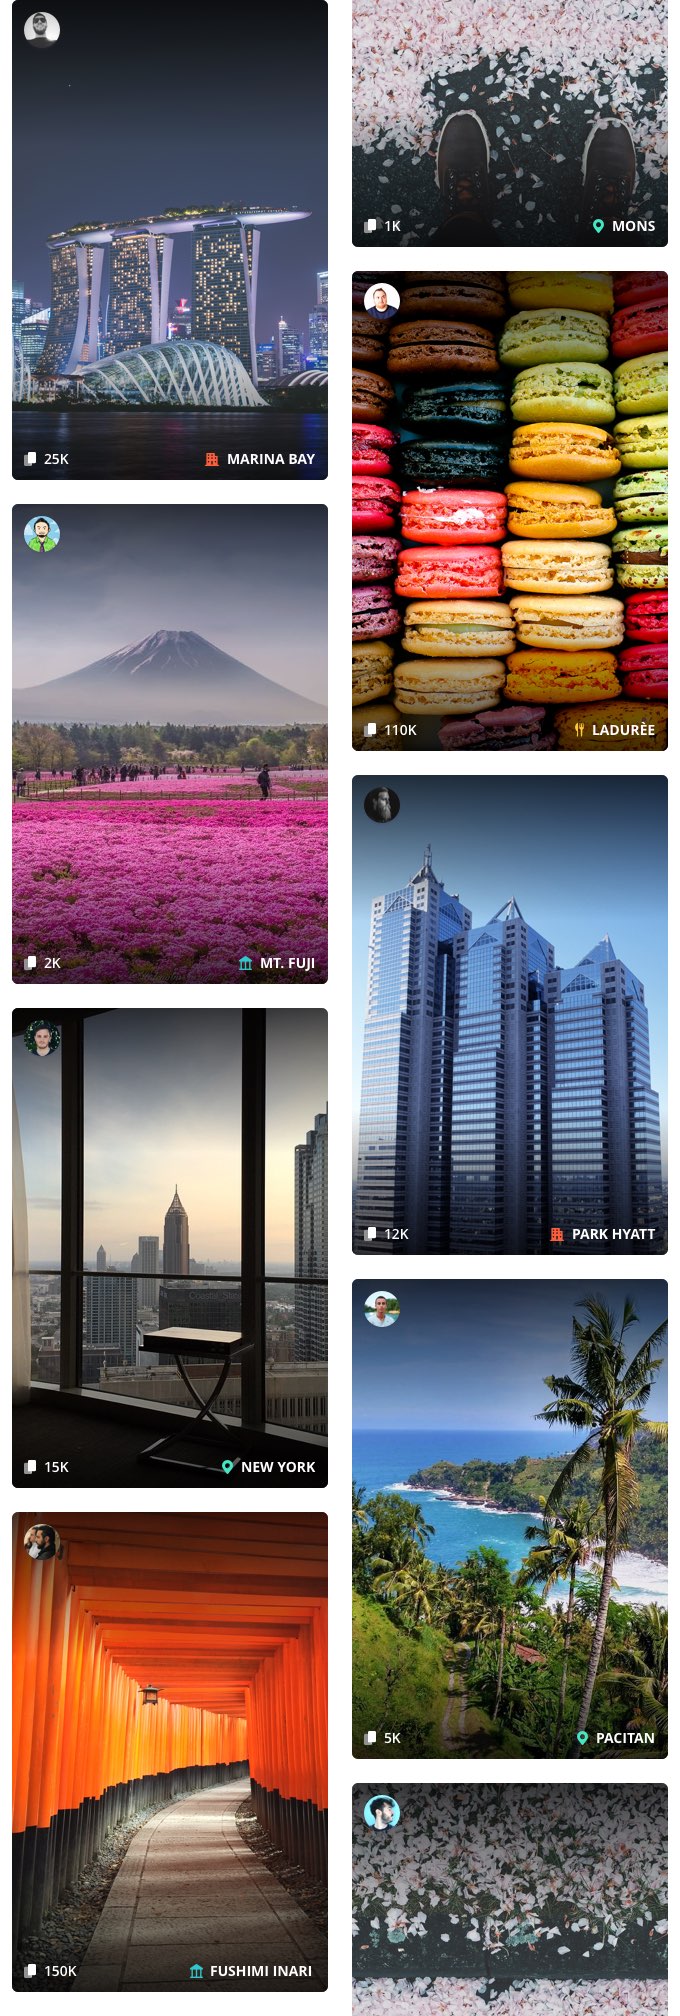 25K MARINA BAY
2K MT. FUJI
15K NEW YORK
150K FUSHIMI INARI
1K MONS
110K LADURÈE
12K PARK HYATT
5K PACITAN